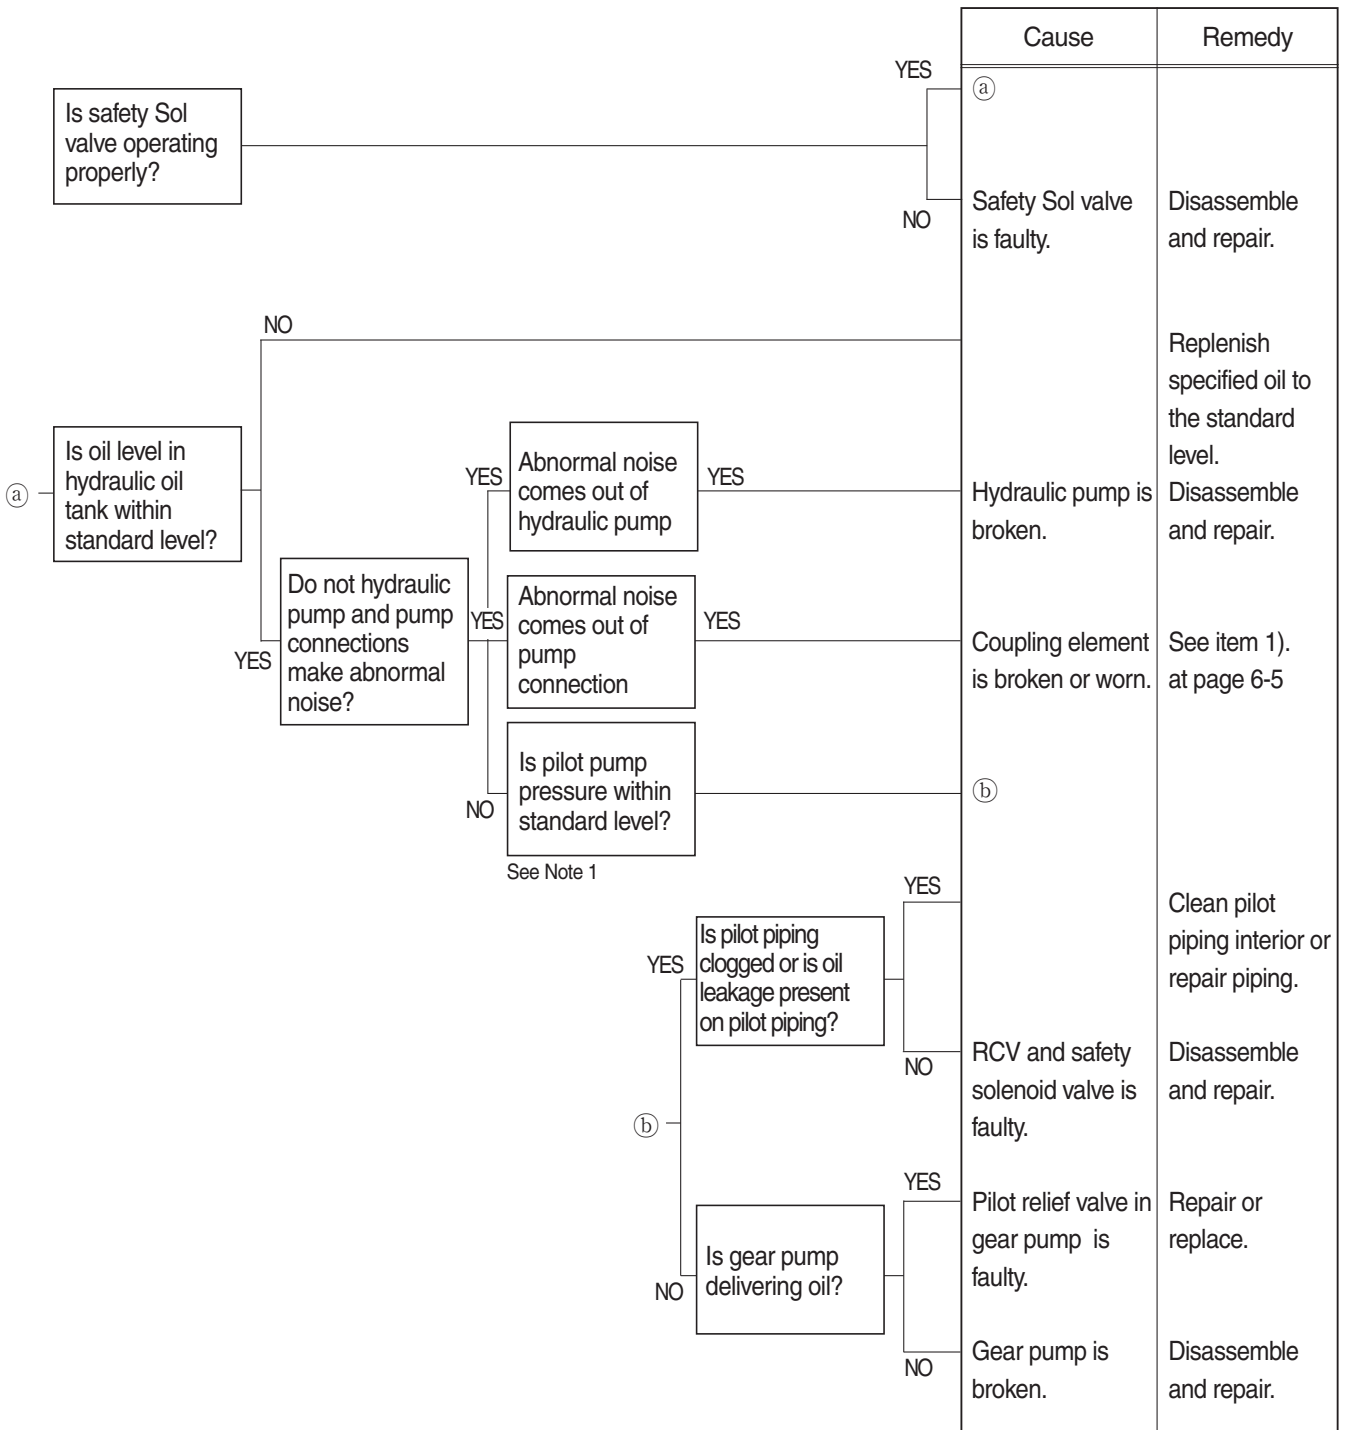 Cause
Remedy
YES
ⓐ
Is safety Sol
valve operating
properly?
NO
Safety Sol valve
is faulty.
Disassemble
and repair.
NO
Replenish
specified oil to
the standard
level.
ⓐ
Is oil level in
hydraulic oil
tank within
standard level?
YES
Abnormal noise
comes out of
hydraulic pump
YES
Hydraulic pump is
broken.
Disassemble
and repair.
YES
Do not hydraulic
pump and pump
connections
make abnormal
noise?
YES
Abnormal noise
comes out of
pump
connection
YES
Coupling element
is broken or worn.
See item 1).
at page 6-5
NO
Is pilot pump
pressure within
standard level?
See Note 1
ⓑ
YES
Is pilot piping
clogged or is oil
leakage present
on pilot piping?
YES
Clean pilot
piping interior or
repair piping.
NO
RCV and safety
solenoid valve is
faulty.
Disassemble
and repair.
ⓑ
NO
Is gear pump
delivering oil?
YES
Pilot relief valve in
gear pump is
faulty.
Repair or
replace.
NO
Gear pump is
broken.
Disassemble
and repair.